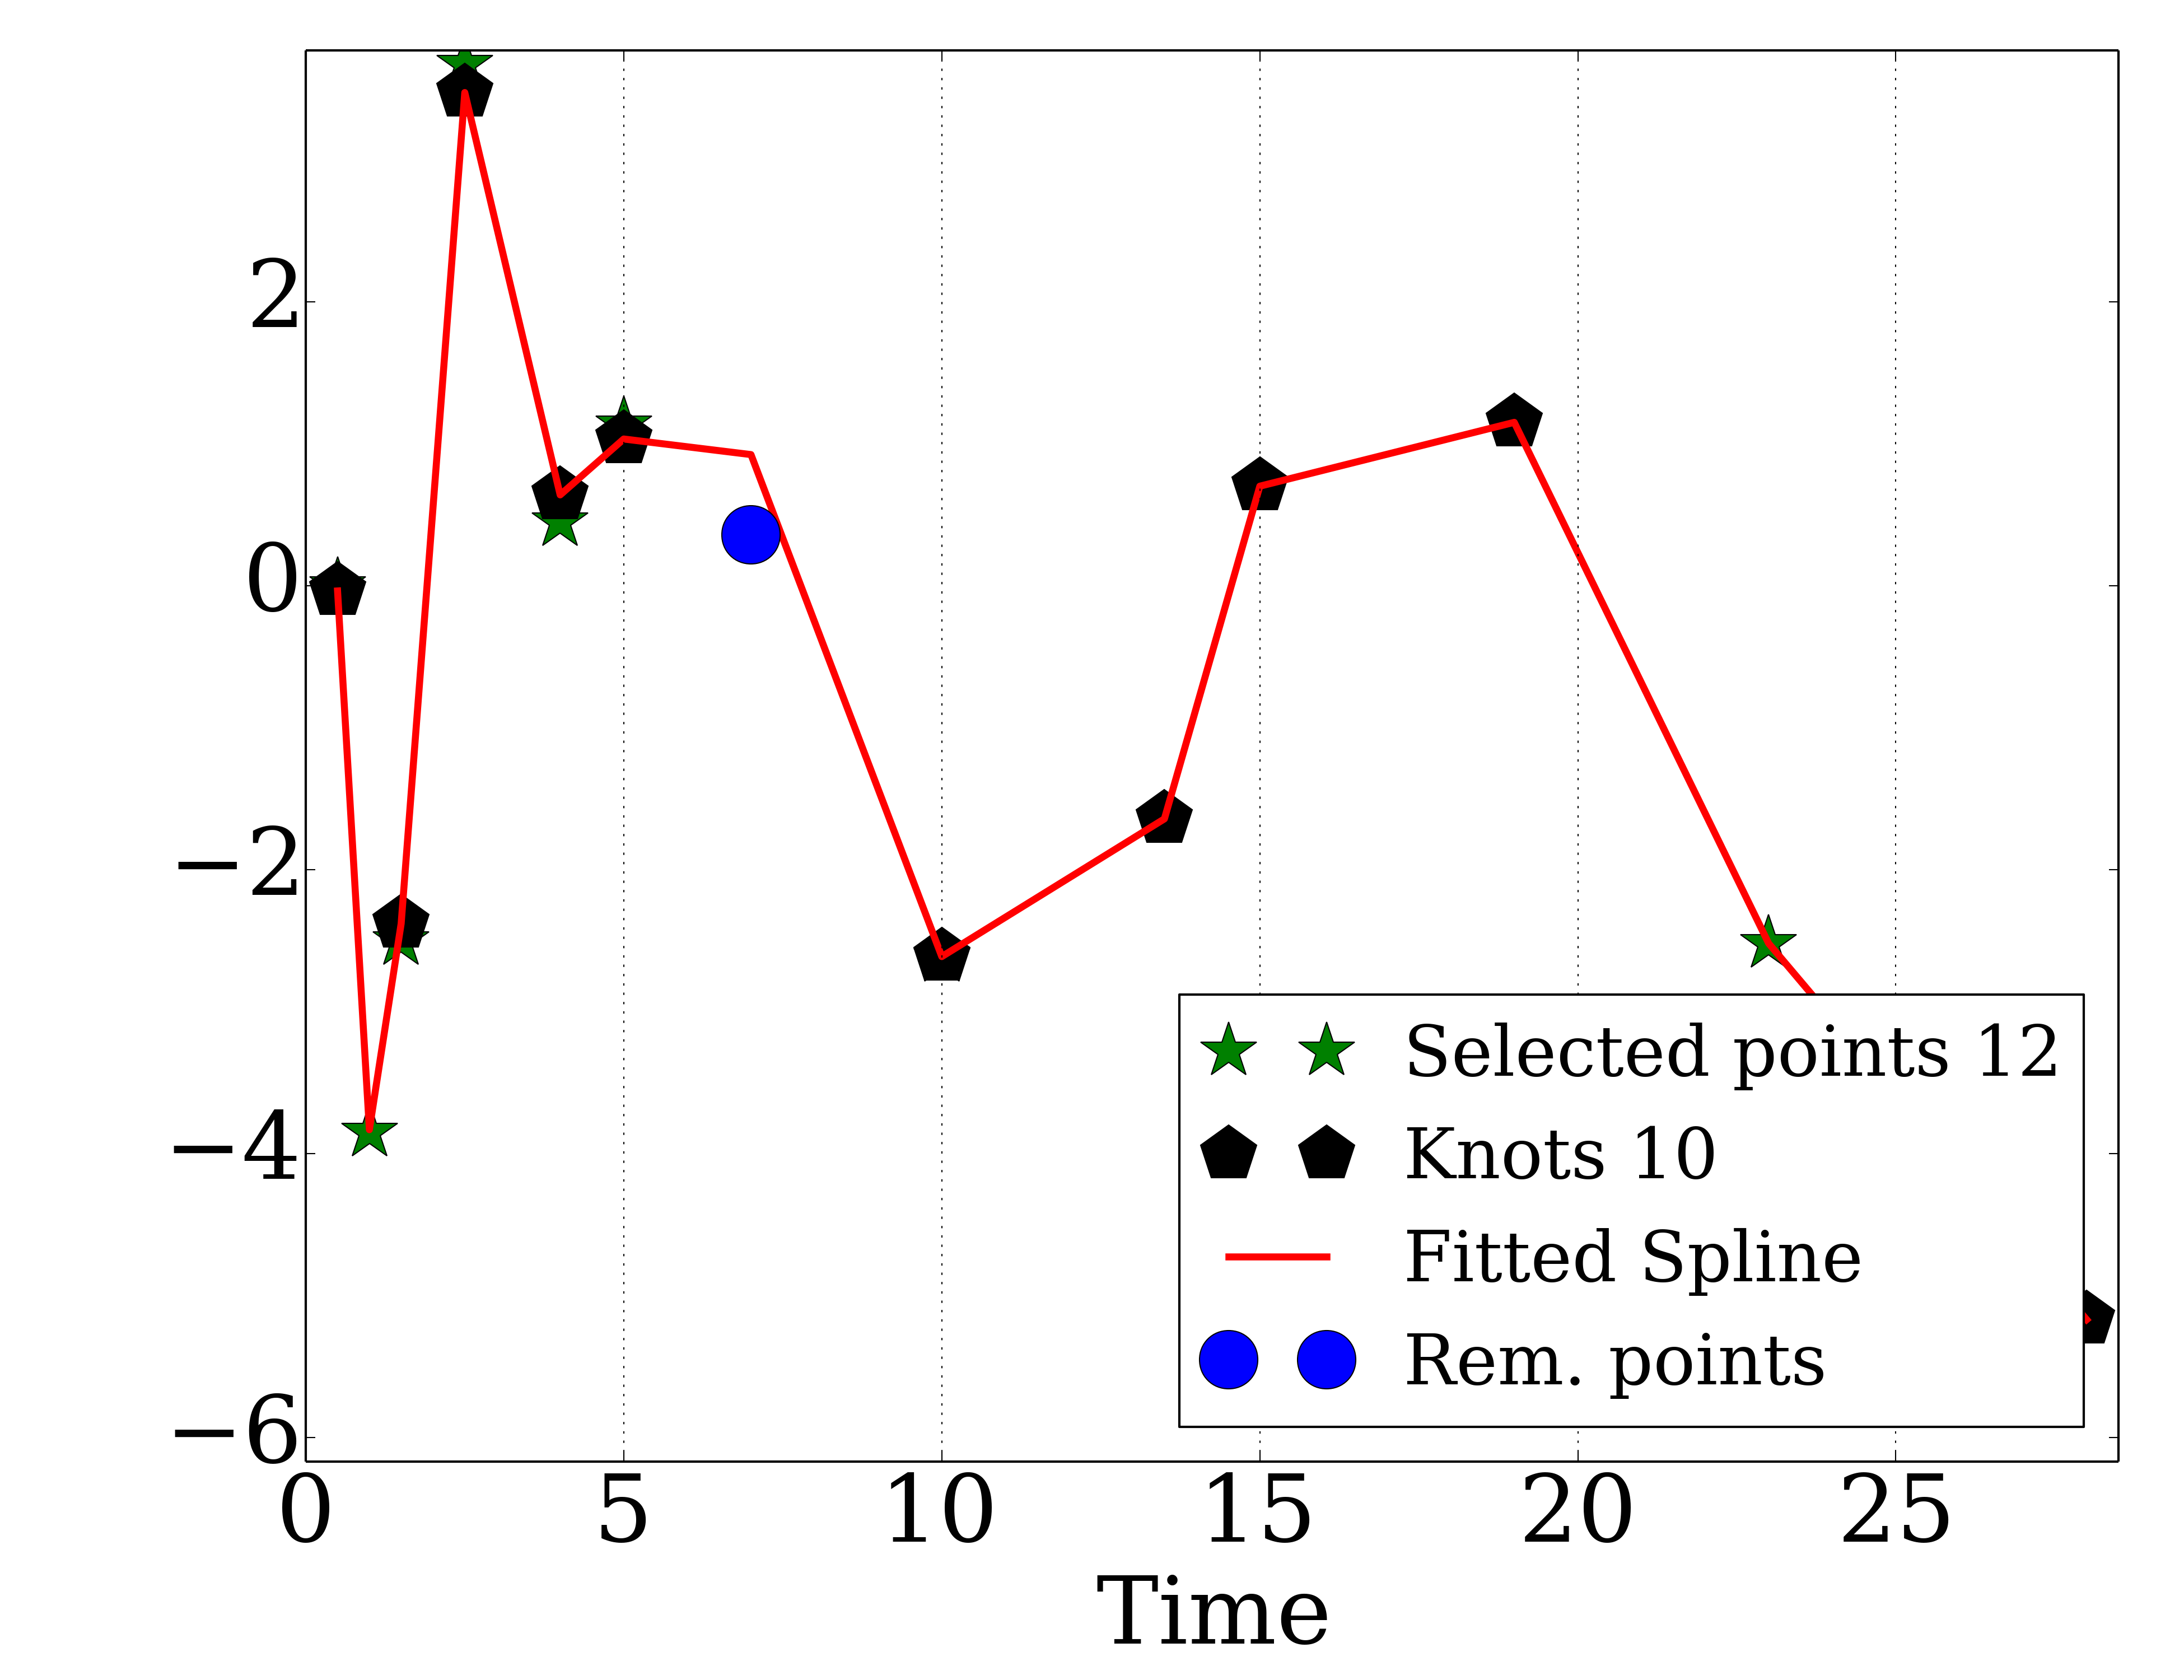 2
0
−2
−4
−6
0 5 10 15 20 25
Time
Selected points 12
Knots 10
Fitted Spline
Rem. points